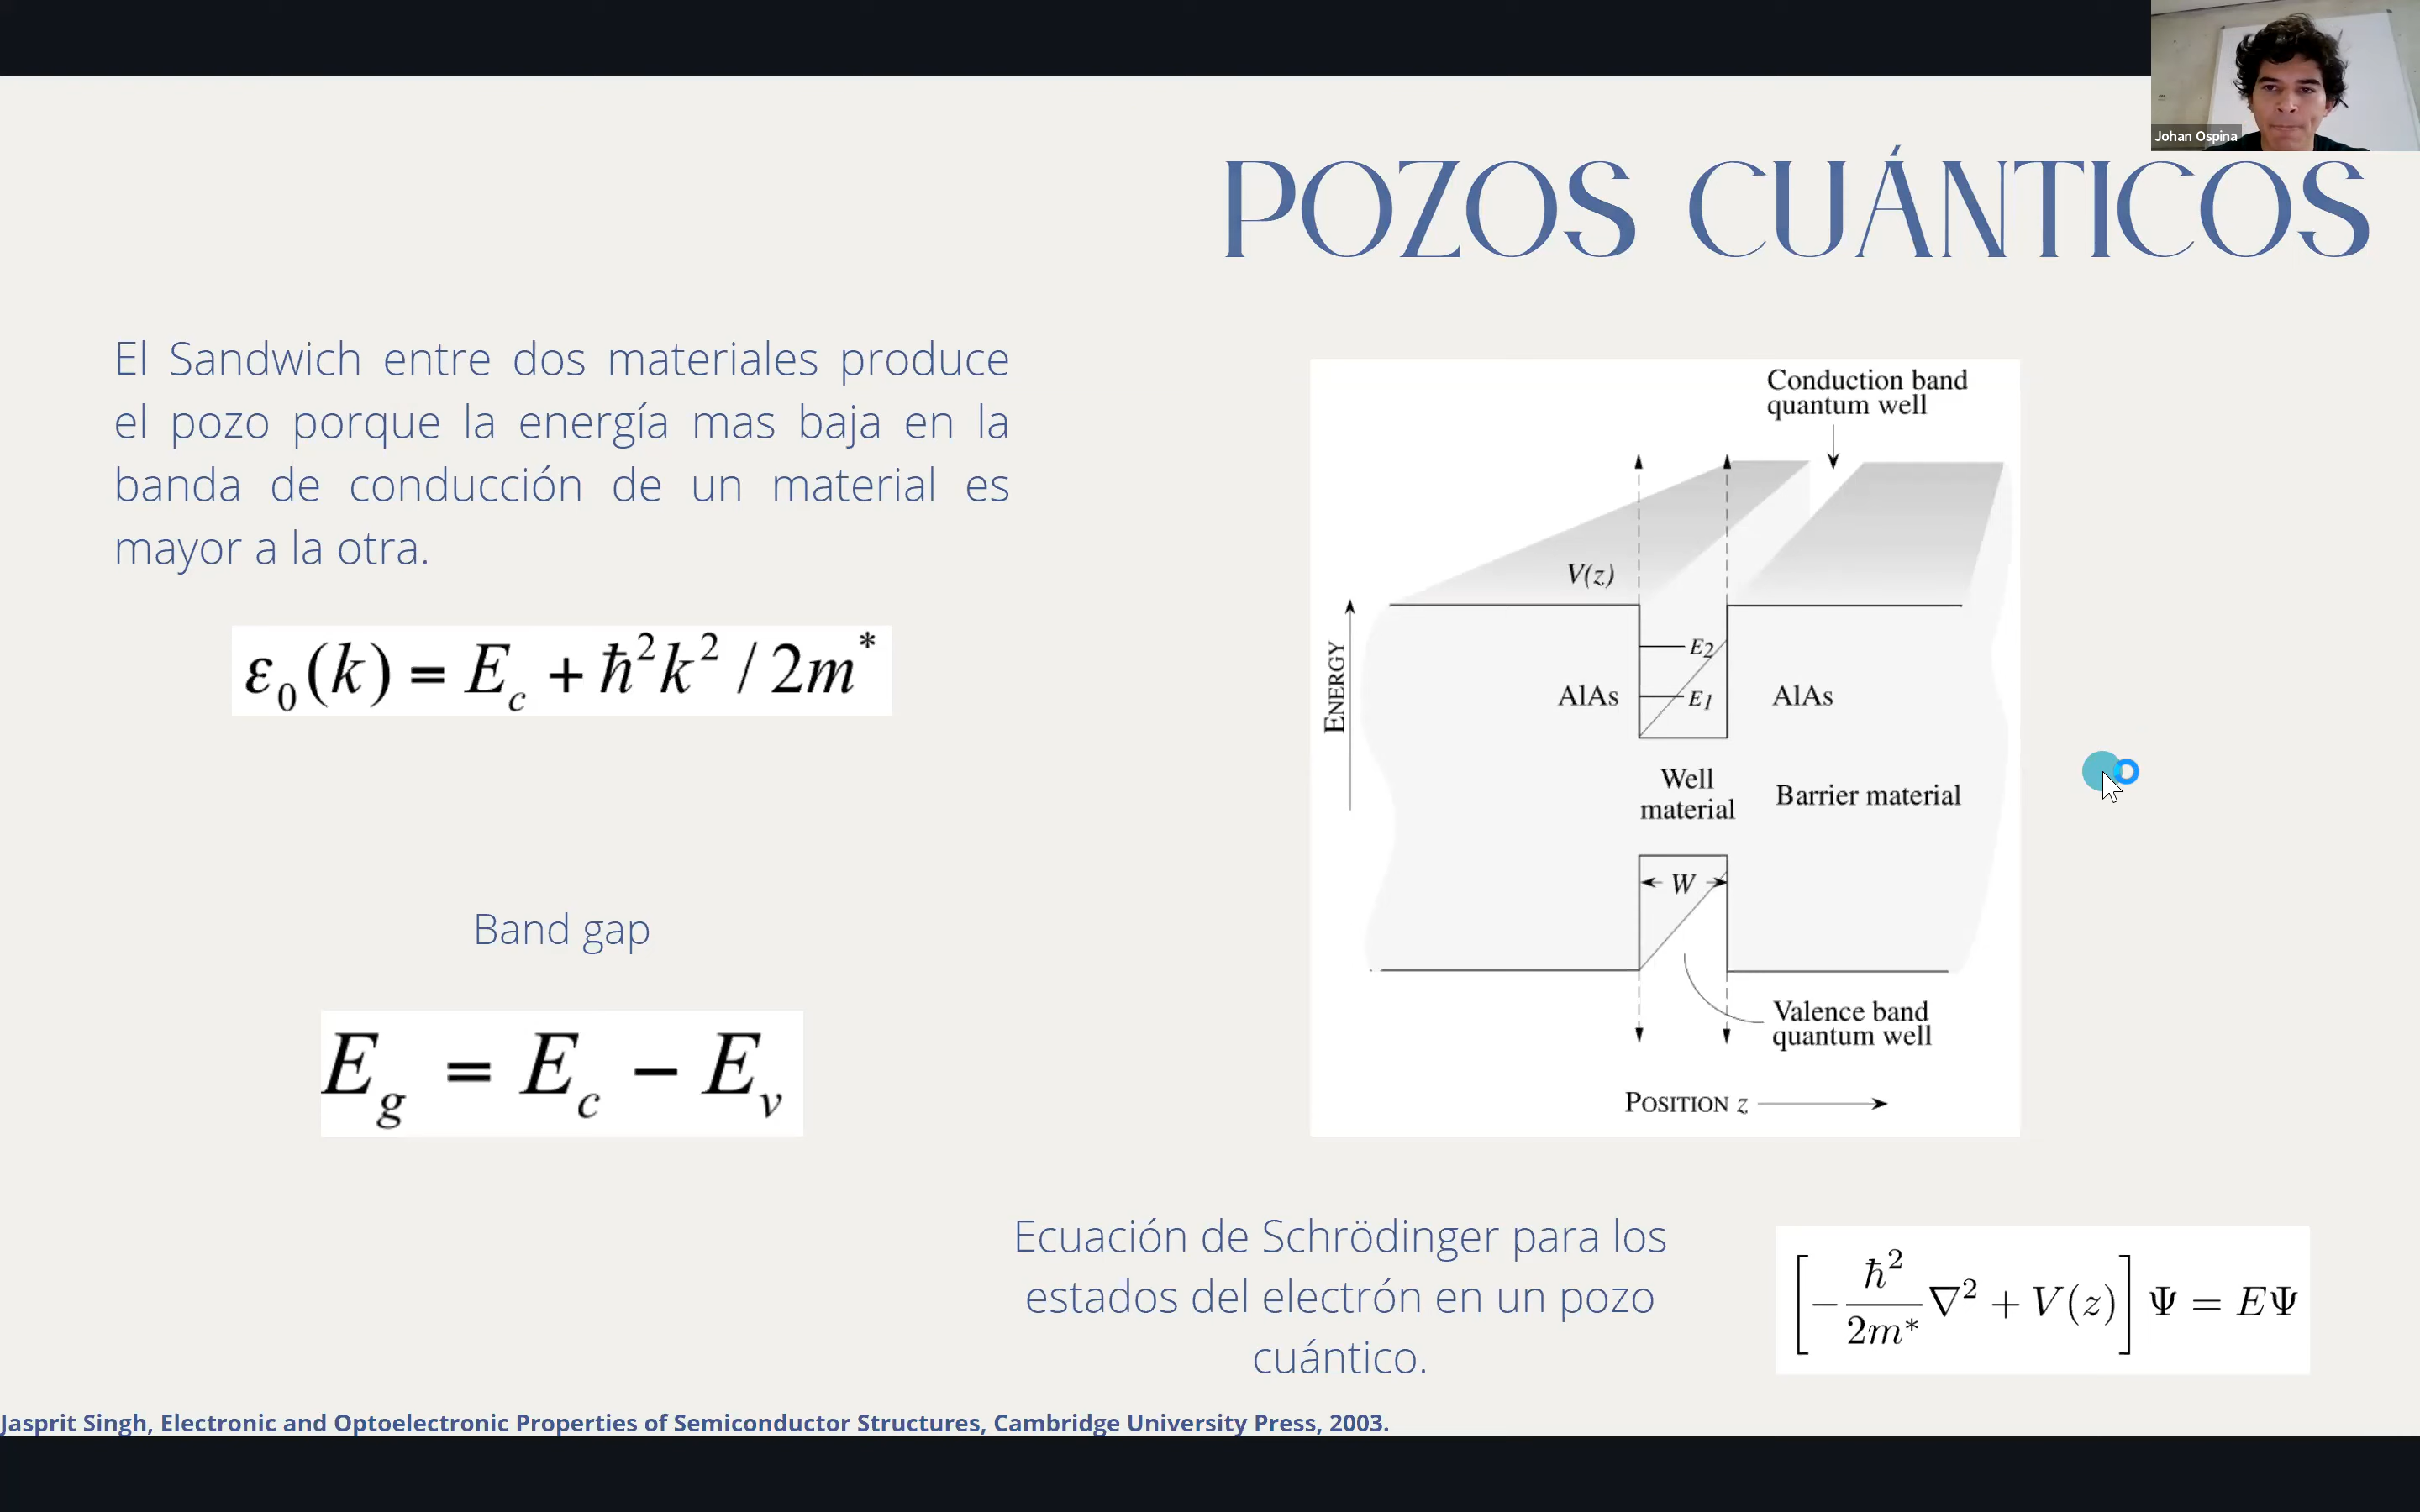 Johan Ospina
POZOS CUÁNTICOS
El Sandwich entre dos materiales produce
el pozo porque la energía mas baja en la
banda de conducción de un material es
mayor a la otra.
ε₀(k) = E_c + ħ²k² / 2m*
Band gap
E_g = E_c − E_v
Conduction band
quantum well
V(z)
ENERGY
E₂
AlAs
E₁
AlAs
Well
material
Barrier material
W
Valence band
quantum well
POSITION z
Ecuación de Schrödinger para los
estados del electrón en un pozo
cuántico.
[−ħ²/2m* ∇² + V(z)] Ψ = EΨ
Jasprit Singh, Electronic and Optoelectronic Properties of Semiconductor Structures, Cambridge University Press, 2003.